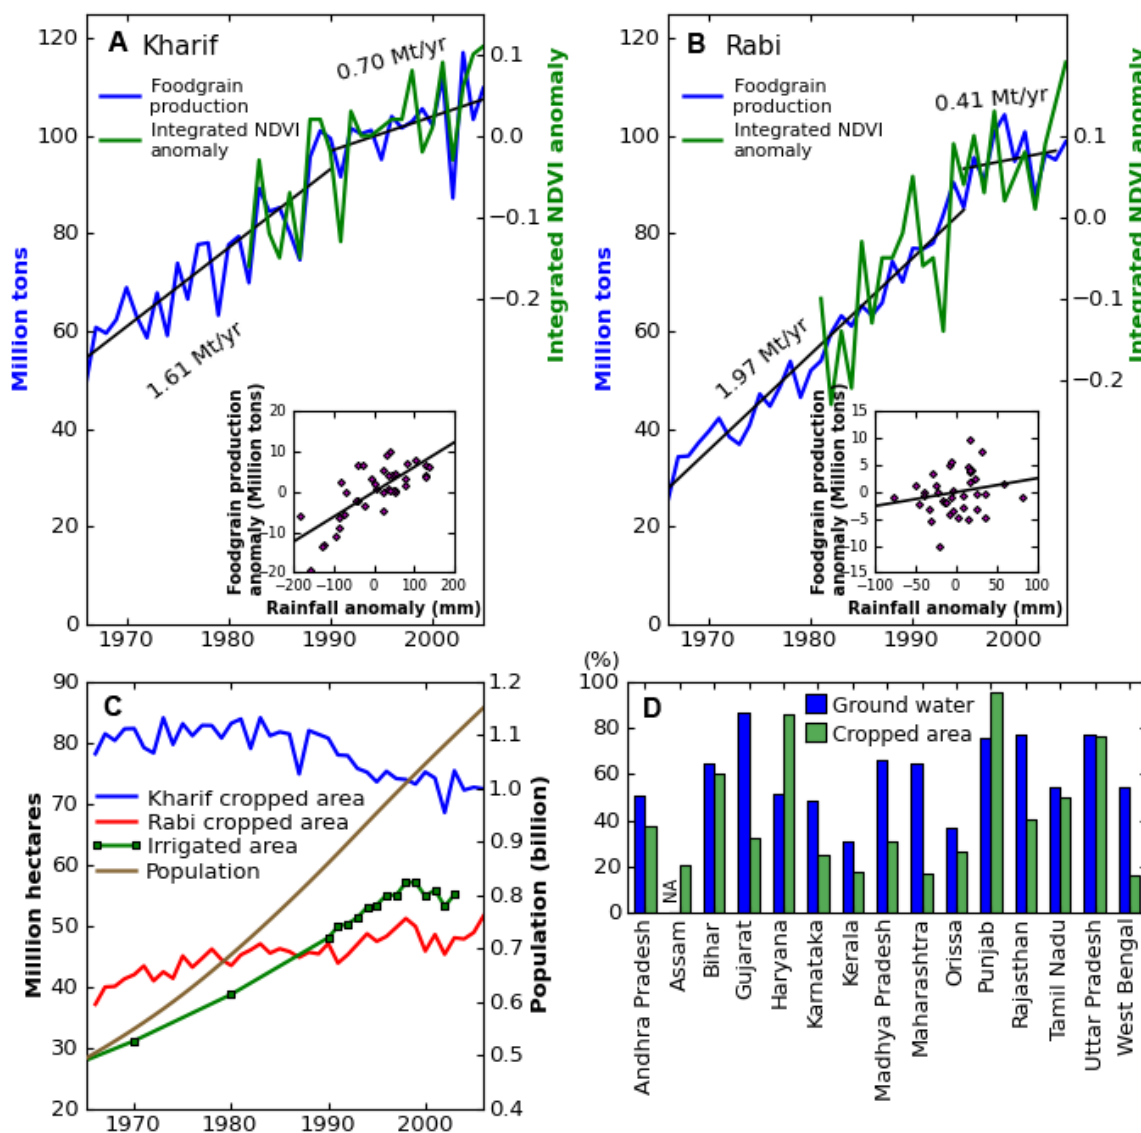 A Kharif
Foodgrain
production
Integrated NDVI
anomaly
0.70 Mt/yr
1.61 Mt/yr
Million tons
Integrated NDVI anomaly
120
100
80
60
40
20
0
0.1
0.0
−0.1
−0.2
1970 1980 1990 2000
Foodgrain production
anomaly (Million tons)
20
10
0
−10
−20
−200 −100 0 100 200
Rainfall anomaly (mm)
B Rabi
Foodgrain
production
Integrated NDVI
anomaly
0.41 Mt/yr
1.97 Mt/yr
Million tons
Integrated NDVI anomaly
120
100
80
60
40
20
0
0.1
0.0
−0.1
−0.2
1970 1980 1990 2000
Foodgrain production
anomaly (Million tons)
15
10
5
0
−5
−10
−15
−100 −50 0 50 100
Rainfall anomaly (mm)
C
Kharif cropped area
Rabi cropped area
Irrigated area
Population
Million hectares
Population (billion)
90
80
70
60
50
40
30
20
1.2
1.1
1.0
0.9
0.8
0.7
0.6
0.5
0.4
1970 1980 1990 2000
(%)
D
Ground water
Cropped area
100
80
60
40
20
0
NA
Andhra Pradesh
Assam
Bihar
Gujarat
Haryana
Karnataka
Kerala
Madhya Pradesh
Maharashtra
Orissa
Punjab
Rajasthan
Tamil Nadu
Uttar Pradesh
West Bengal